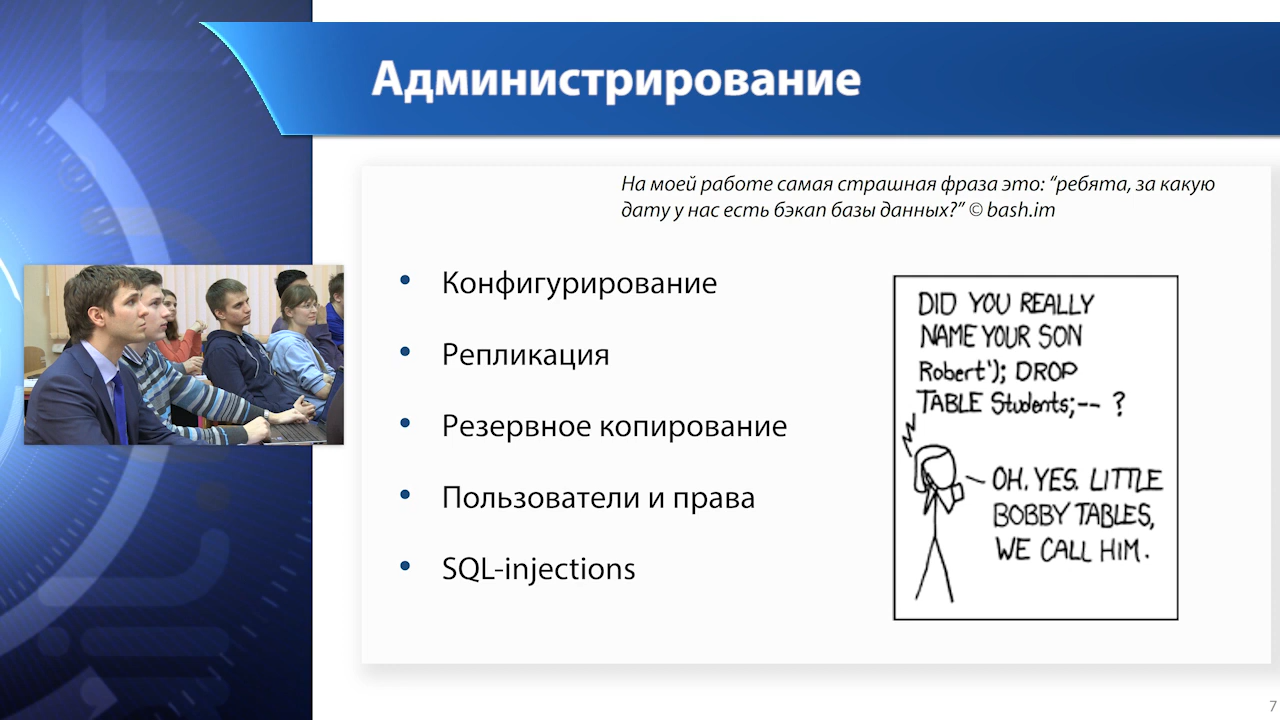 Администрирование
На моей работе самая страшная фраза это: “ребята, за какую
дату у нас есть бэкап базы данных?” © bash.im
• Конфигурирование
• Репликация
• Резервное копирование
• Пользователи и права
• SQL-injections
DID YOU REALLY
NAME YOUR SON
Robert'); DROP
TABLE Students;-- ?
OH. YES. LITTLE
BOBBY TABLES,
WE CALL HIM.
7